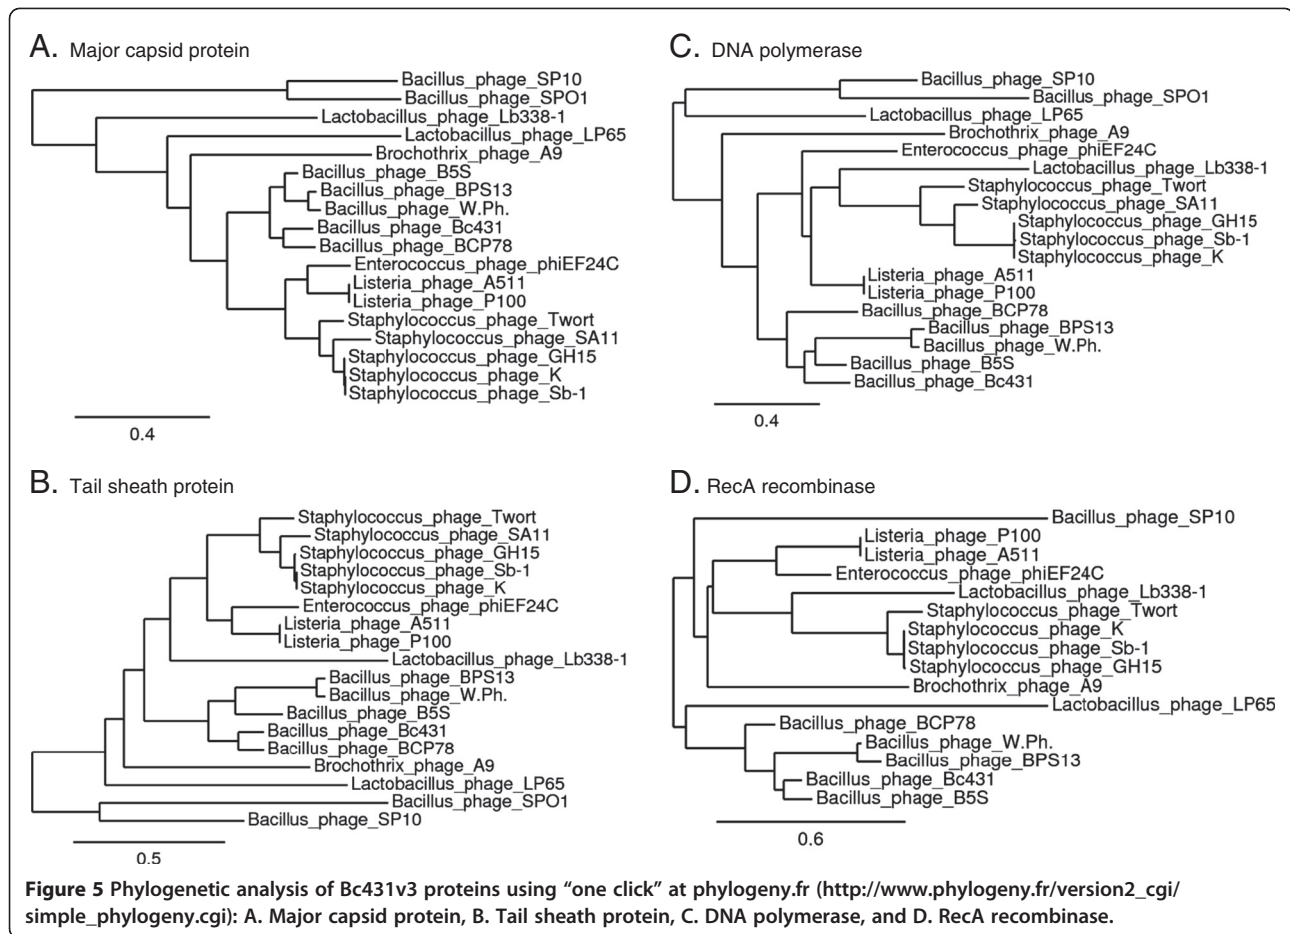 A. Major capsid protein
Bacillus_phage_SP10
Bacillus_phage_SPO1
Lactobacillus_phage_Lb338-1
Lactobacillus_phage_LP65
Brochothrix_phage_A9
Bacillus_phage_B5S
Bacillus_phage_BPS13
Bacillus_phage_W.Ph.
Bacillus_phage_Bc431
Bacillus_phage_BCP78
Enterococcus_phage_phiEF24C
Listeria_phage_A511
Listeria_phage_P100
Staphylococcus_phage_Twort
Staphylococcus_phage_SA11
Staphylococcus_phage_GH15
Staphylococcus_phage_K
Staphylococcus_phage_Sb-1
0.4
B. Tail sheath protein
Staphylococcus_phage_Twort
Staphylococcus_phage_SA11
Staphylococcus_phage_GH15
Staphylococcus_phage_Sb-1
Staphylococcus_phage_K
Enterococcus_phage_phiEF24C
Listeria_phage_A511
Listeria_phage_P100
Lactobacillus_phage_Lb338-1
Bacillus_phage_BPS13
Bacillus_phage_W.Ph.
Bacillus_phage_B5S
Bacillus_phage_Bc431
Bacillus_phage_BCP78
Brochothrix_phage_A9
Lactobacillus_phage_LP65
Bacillus_phage_SPO1
Bacillus_phage_SP10
0.5
C. DNA polymerase
Bacillus_phage_SP10
Bacillus_phage_SPO1
Lactobacillus_phage_LP65
Brochothrix_phage_A9
Enterococcus_phage_phiEF24C
Lactobacillus_phage_Lb338-1
Staphylococcus_phage_Twort
Staphylococcus_phage_SA11
Staphylococcus_phage_GH15
Staphylococcus_phage_Sb-1
Staphylococcus_phage_K
Listeria_phage_A511
Listeria_phage_P100
Bacillus_phage_BCP78
Bacillus_phage_BPS13
Bacillus_phage_W.Ph.
Bacillus_phage_B5S
Bacillus_phage_Bc431
0.4
D. RecA recombinase
Bacillus_phage_SP10
Listeria_phage_P100
Listeria_phage_A511
Enterococcus_phage_phiEF24C
Lactobacillus_phage_Lb338-1
Staphylococcus_phage_Twort
Staphylococcus_phage_K
Staphylococcus_phage_Sb-1
Staphylococcus_phage_GH15
Brochothrix_phage_A9
Lactobacillus_phage_LP65
Bacillus_phage_BCP78
Bacillus_phage_W.Ph.
Bacillus_phage_BPS13
Bacillus_phage_Bc431
Bacillus_phage_B5S
0.6
Figure 5 Phylogenetic analysis of Bc431v3 proteins using “one click” at phylogeny.fr (http://www.phylogeny.fr/version2_cgi/
simple_phylogeny.cgi): A. Major capsid protein, B. Tail sheath protein, C. DNA polymerase, and D. RecA recombinase.